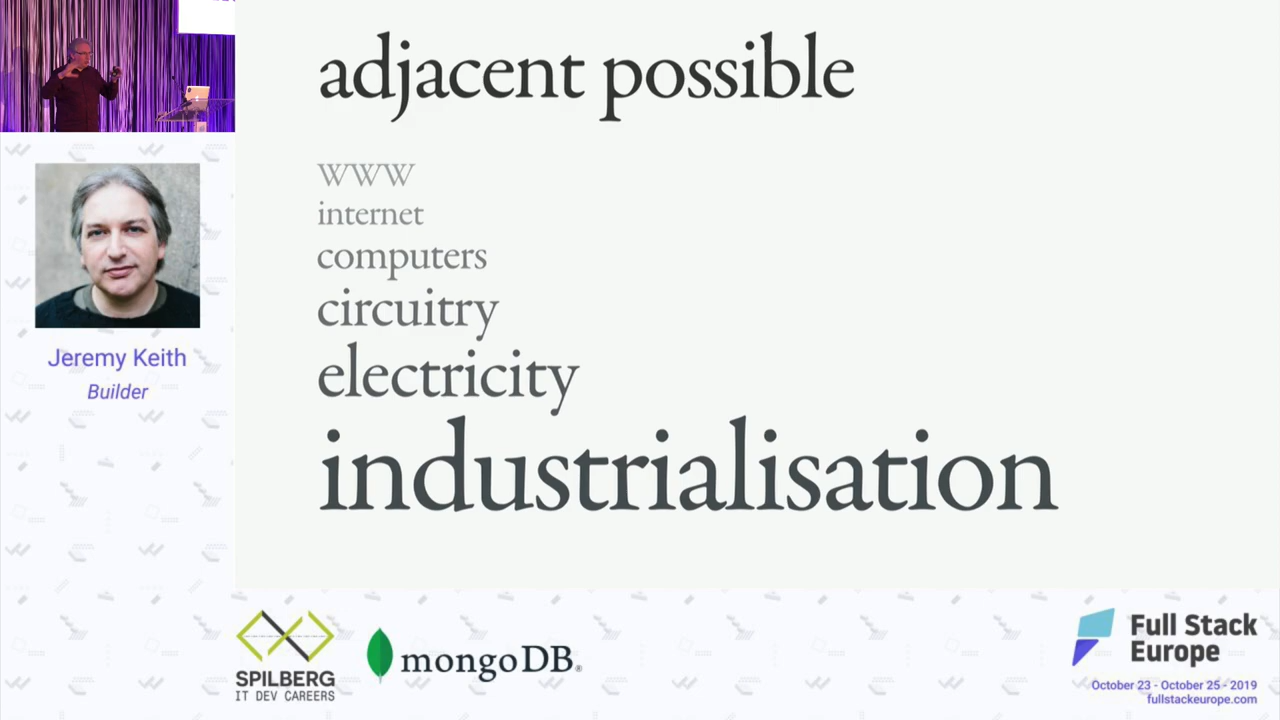 adjacent possible
www
internet
computers
circuitry
electricity
industrialisation
Jeremy Keith
Builder
SPILBERG
IT DEV CAREERS
mongoDB®
Full Stack
Europe
October 23 - October 25 - 2019
fullstackeurope.com